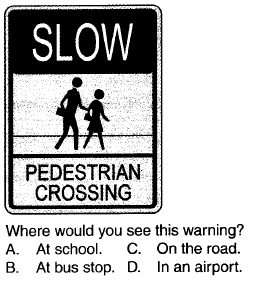 SLOW
PEDESTRIAN
CROSSING
Where would you see this warning?
A. At school. C. On the road.
B. At bus stop. D. In an airport.